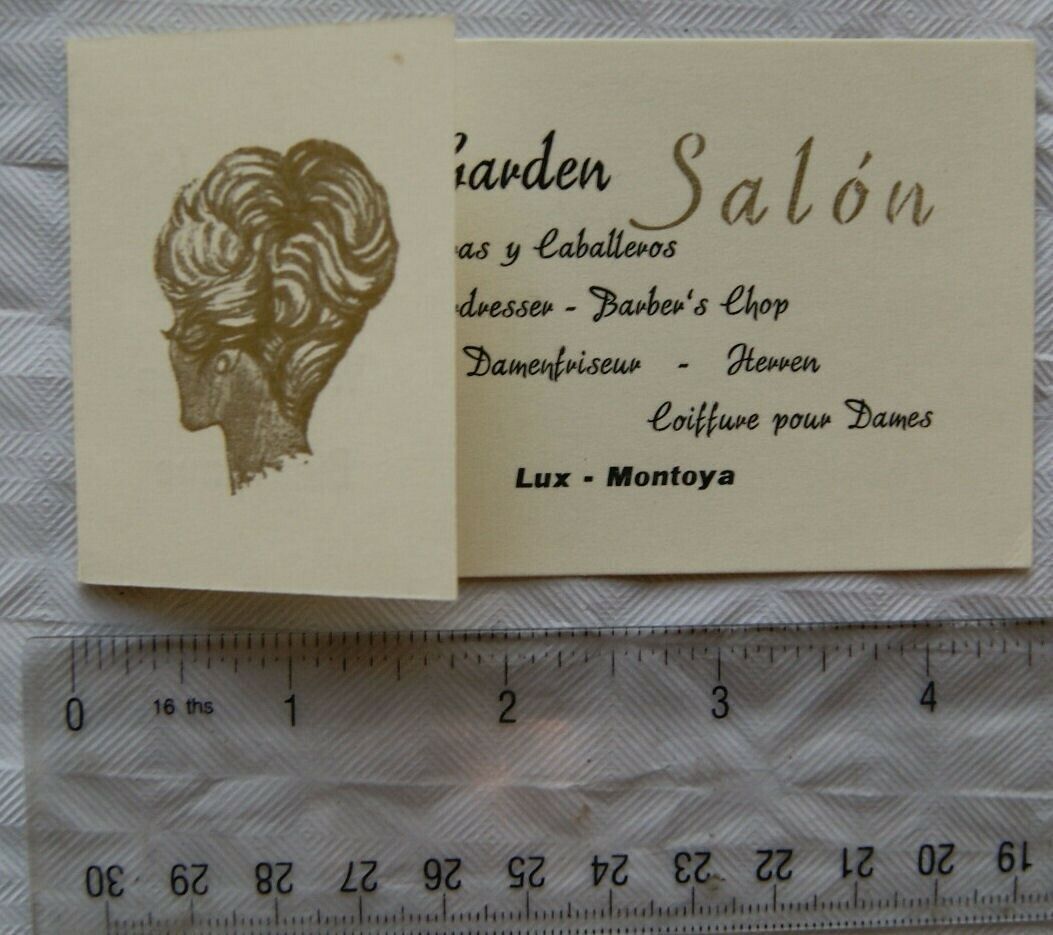 Garden Salón
as y Caballeros
dresser - Barber's Chop
Damenfriseur - Herren
Coiffure pour Dames
Lux - Montoya
0 16 ths 1 2 3 4
30 29 28 27 26 25 24 23 22 21 20 19